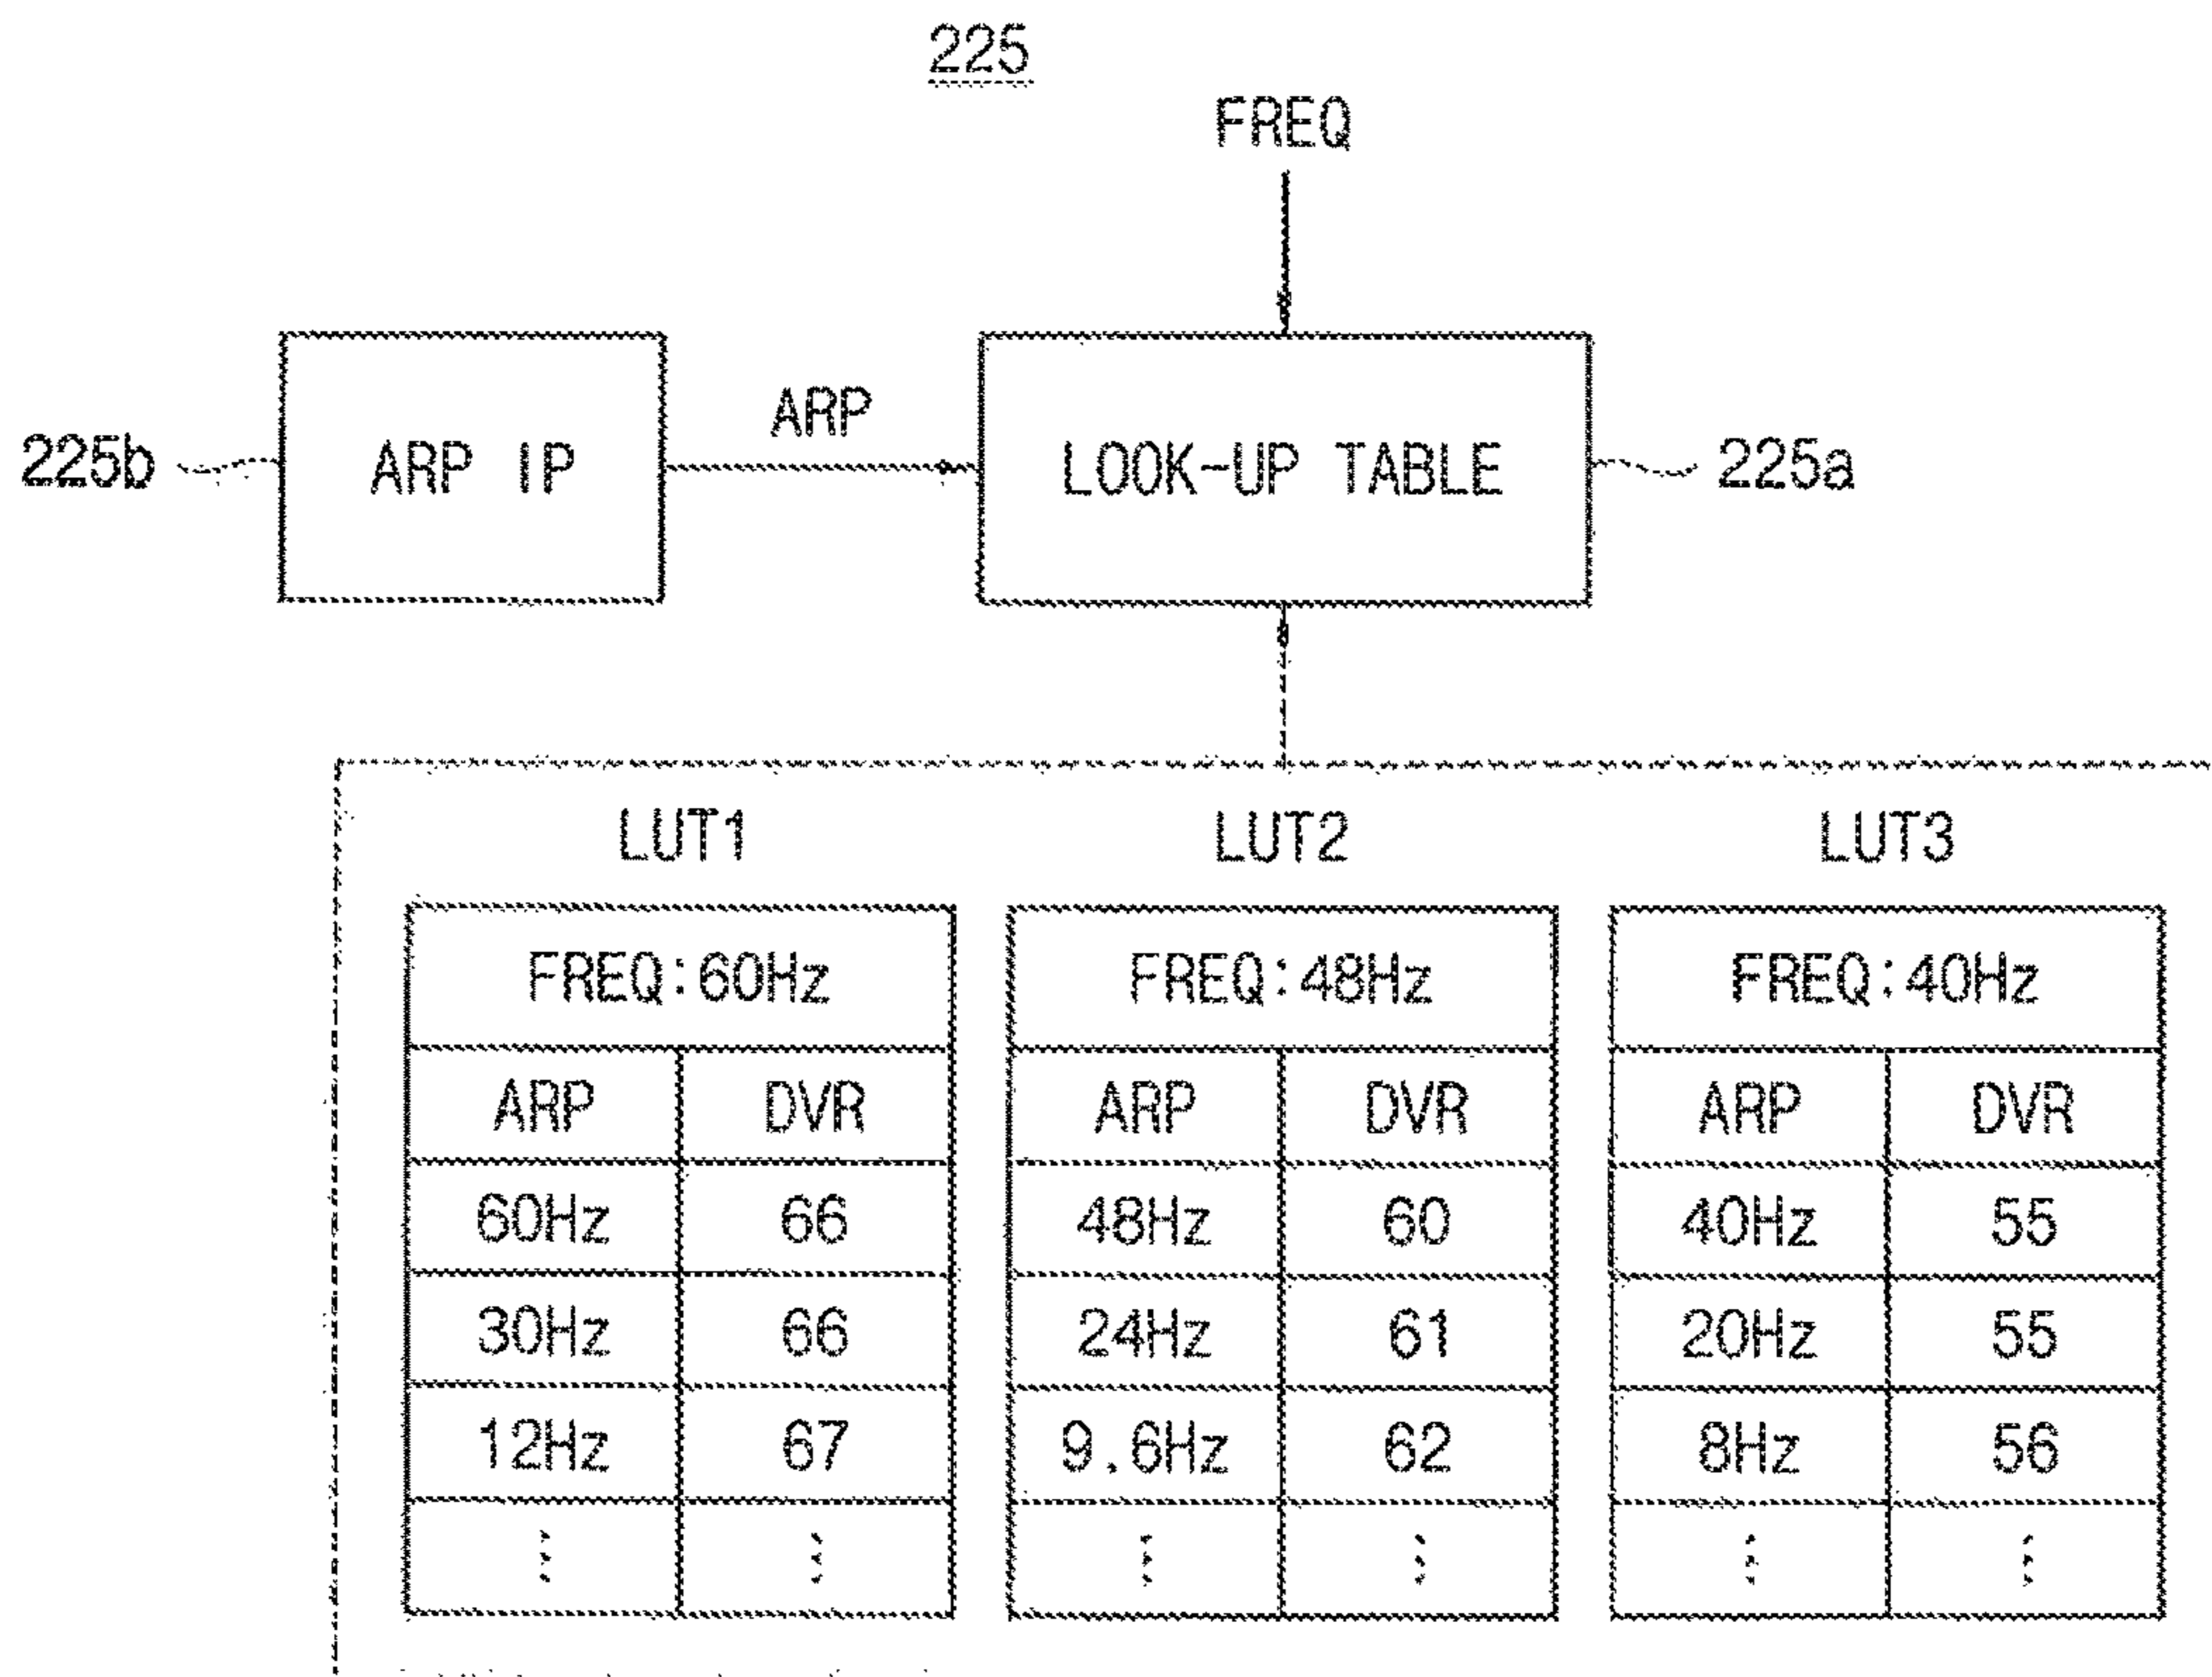 225
FREQ
ARP
225b
ARP IP
LOOK-UP TABLE
225a
LUT1 LUT2 LUT3
FREQ:60Hz FREQ:48Hz FREQ:40Hz
ARP DVR ARP DVR ARP DVR
60Hz 66 48Hz 60 40Hz 55
30Hz 66 24Hz 61 20Hz 55
12Hz 67 9.6Hz 62 8Hz 56
⋮ ⋮ ⋮ ⋮ ⋮ ⋮